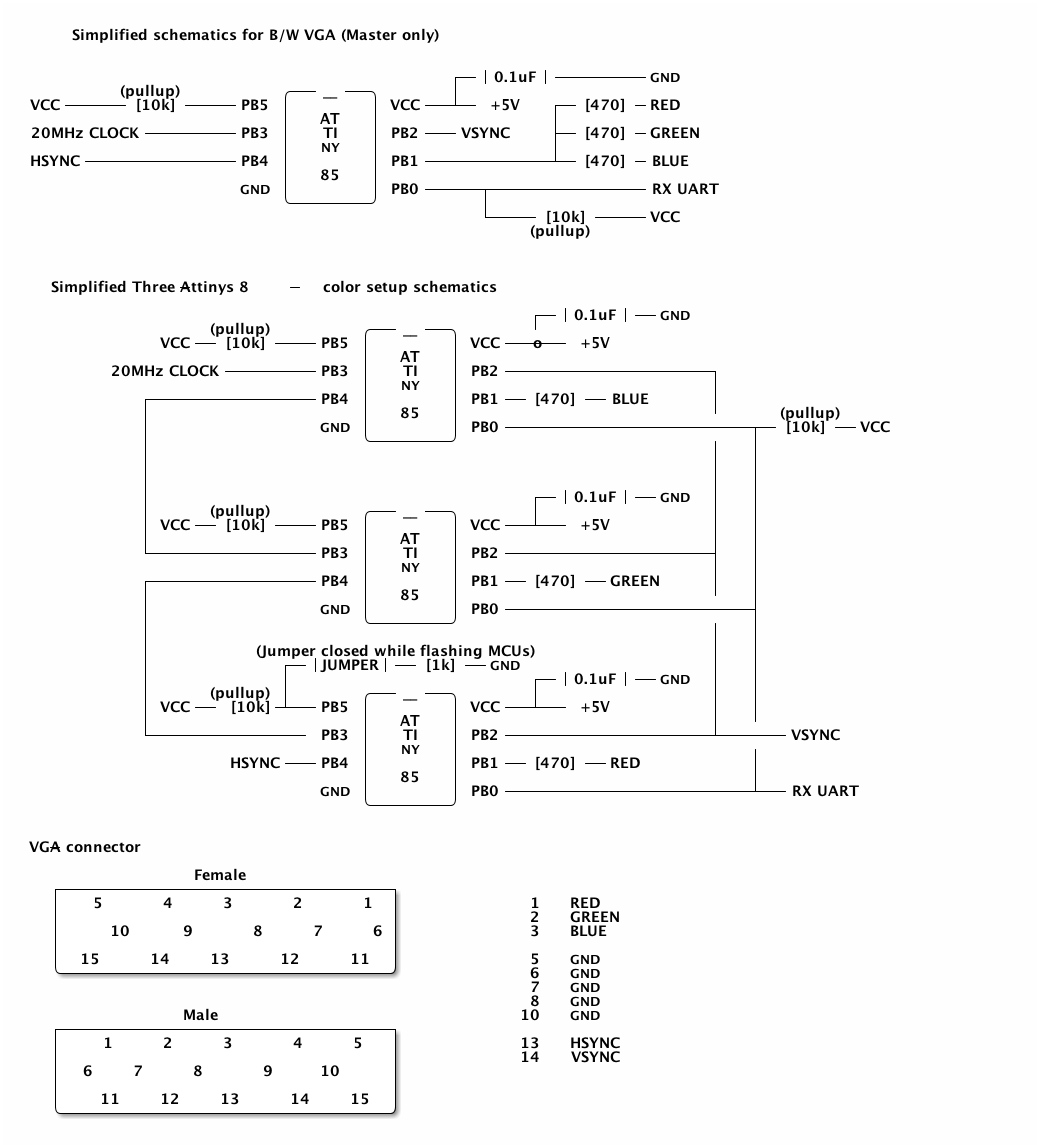 Simplified schematics for B/W VGA (Master only)
| 0.1uF | GND
(pullup)
VCC [10k] PB5 — VCC +5V [470] RED
AT
20MHz CLOCK PB3 TI PB2 VSYNC [470] GREEN
NY
HSYNC PB4 PB1 [470] BLUE
85
GND PB0 RX UART
[10k] VCC
(pullup)
Simplified Three Attinys 8 — color setup schematics
| 0.1uF | GND
(pullup)
VCC [10k] PB5 — VCC o +5V
AT
20MHz CLOCK PB3 TI PB2
NY
PB4 PB1 [470] BLUE
85 (pullup)
GND PB0 [10k] VCC
| 0.1uF | GND
(pullup)
VCC [10k] PB5 — VCC +5V
AT
PB3 TI PB2
NY
PB4 PB1 [470] GREEN
85
GND PB0
(Jumper closed while flashing MCUs)
| JUMPER | [1k] GND
| 0.1uF | GND
(pullup)
VCC [10k] PB5 — VCC +5V
AT
PB3 TI PB2 VSYNC
NY
HSYNC PB4 PB1 [470] RED
85
GND PB0 RX UART
VGA connector
Female
5 4 3 2 1
10 9 8 7 6
15 14 13 12 11
Male
1 2 3 4 5
6 7 8 9 10
11 12 13 14 15
1 RED
2 GREEN
3 BLUE
5 GND
6 GND
7 GND
8 GND
10 GND
13 HSYNC
14 VSYNC